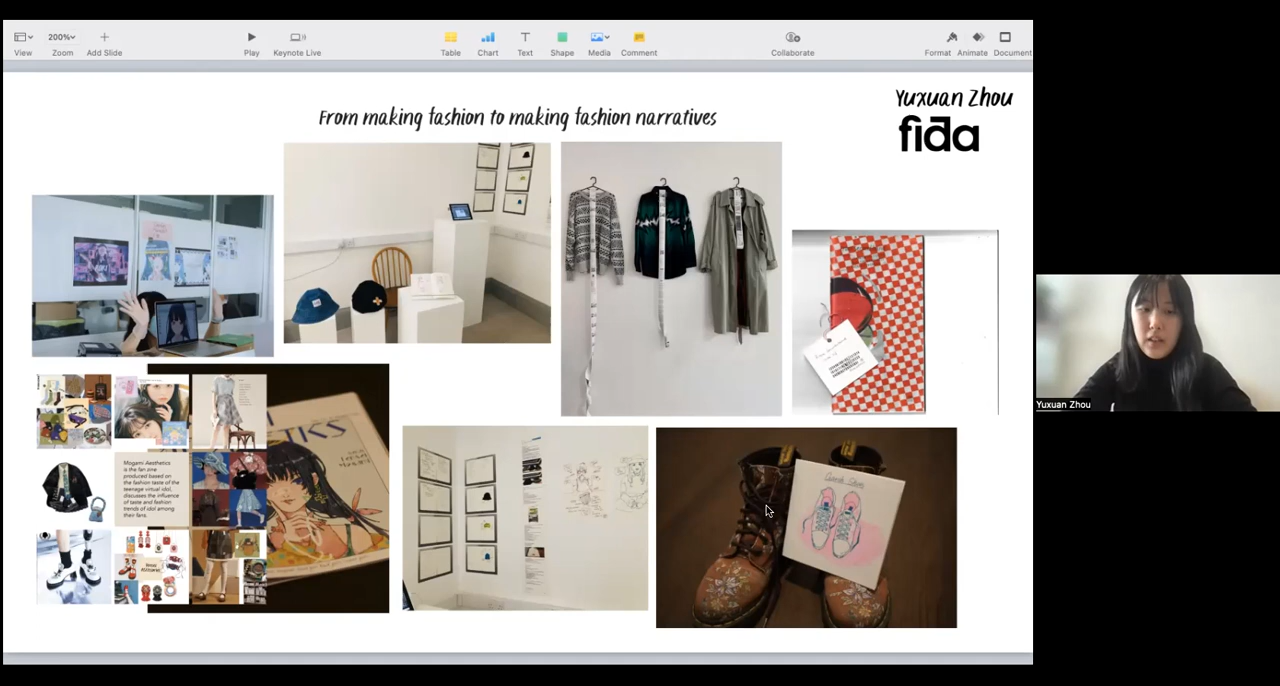 View
200%
Zoom
Add Slide
Play
Keynote Live
Table
Chart
Text
Shape
Media
Comment
Collaborate
Format
Animate
Document
From making fashion to making fashion narratives
Yuxuan Zhou
fida
Mogami Aesthetics
is the fan zine
produced based on
the fashion taste of the
teenage virtual idol,
discusses the influence
of taste and fashion
trends of idol among
their fans.
Yuxuan Zhou